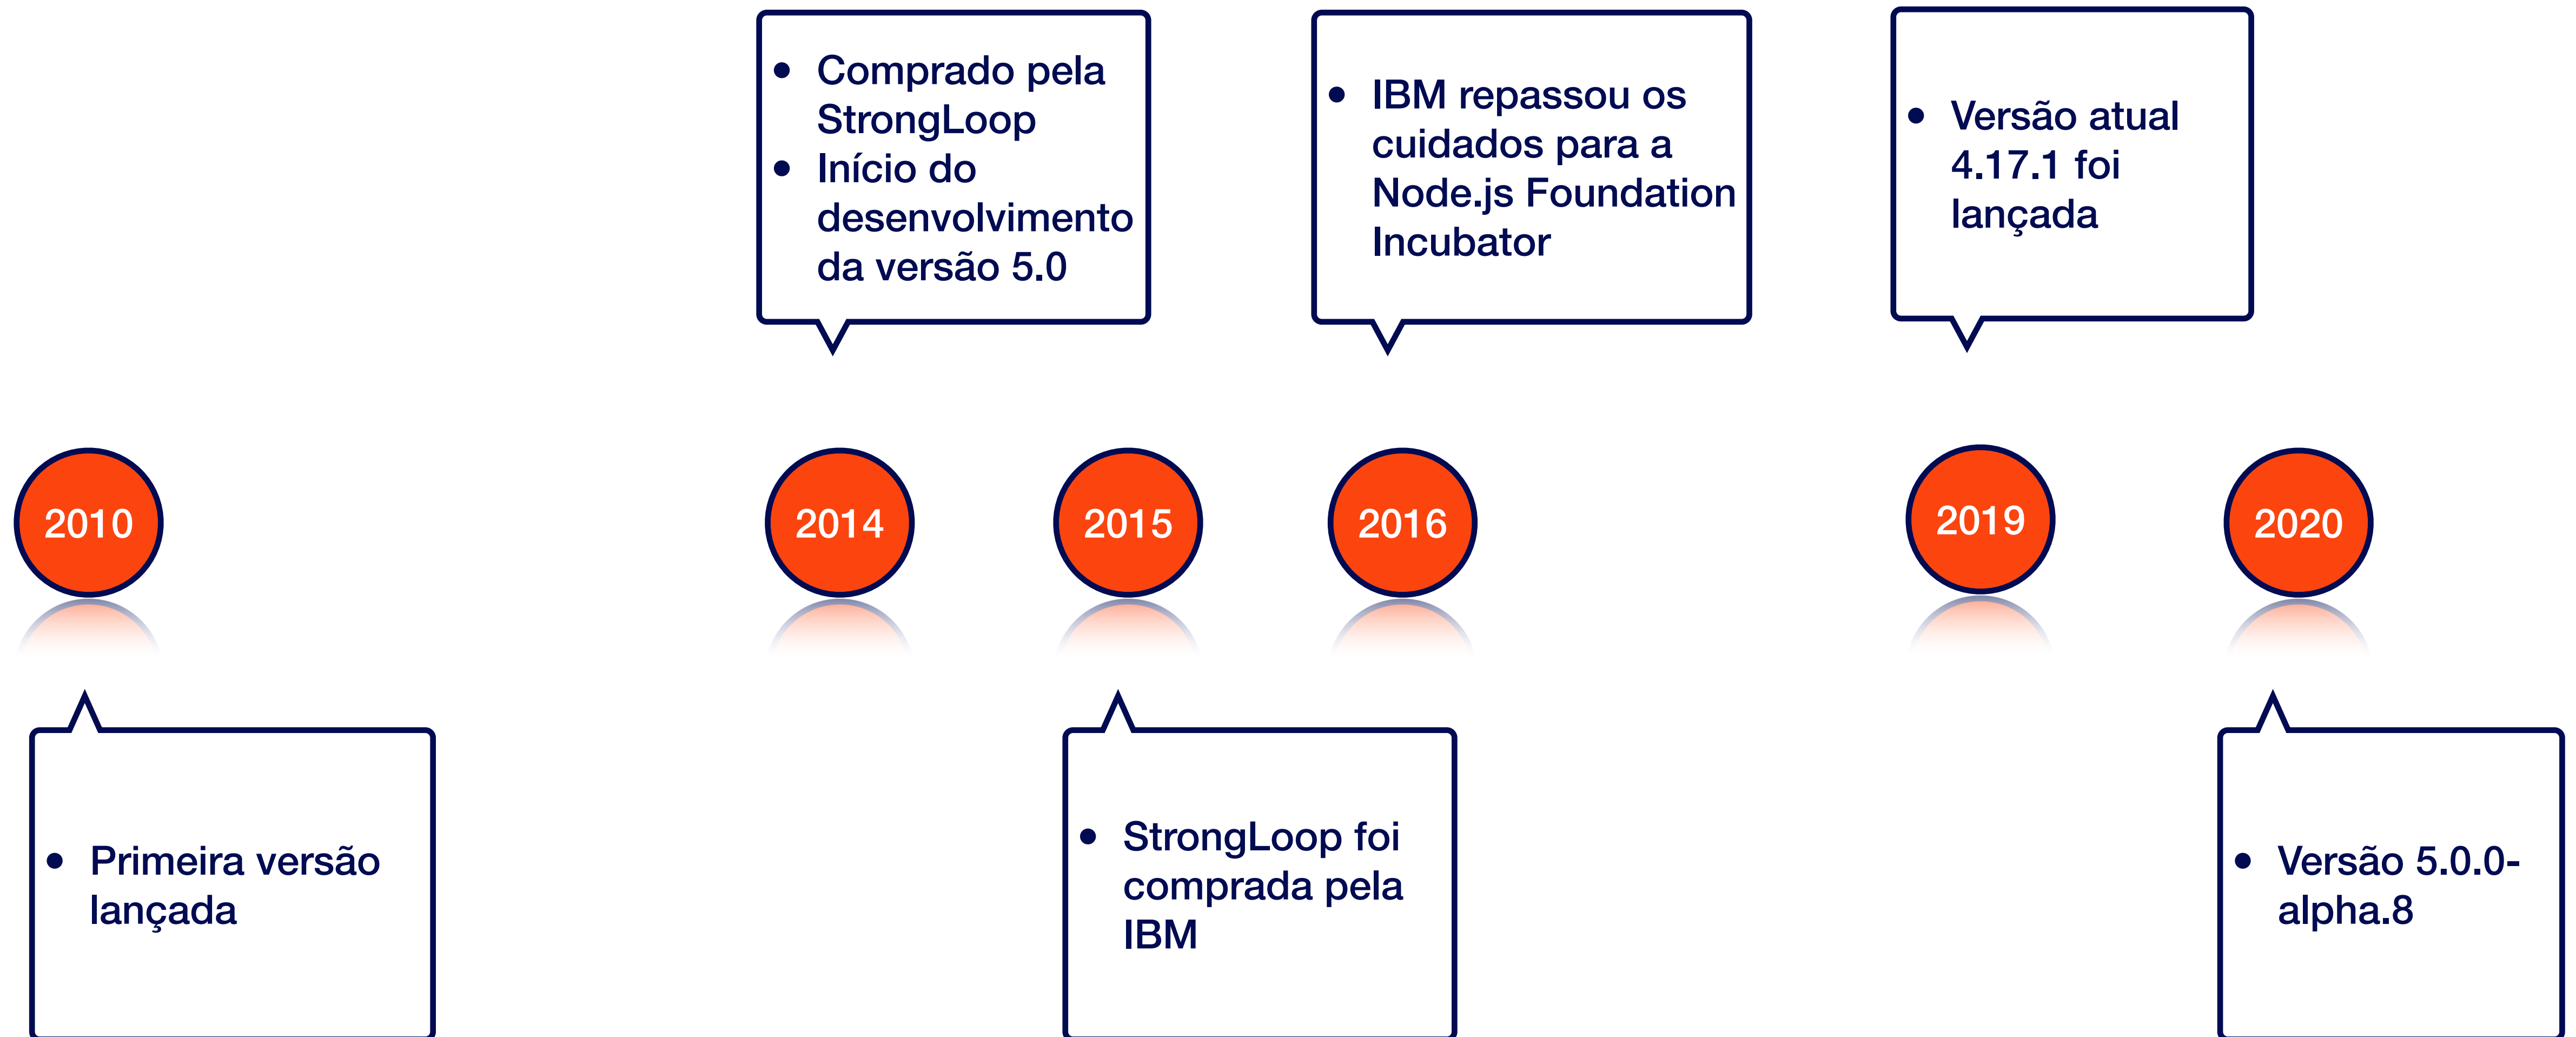 • Comprado pela
StrongLoop
• Início do
desenvolvimento
da versão 5.0
• IBM repassou os
cuidados para a
Node.js Foundation
Incubator
• Versão atual
4.17.1 foi
lançada
2010
2014
2015
2016
2019
2020
• Primeira versão
lançada
• StrongLoop foi
comprada pela
IBM
• Versão 5.0.0-
alpha.8